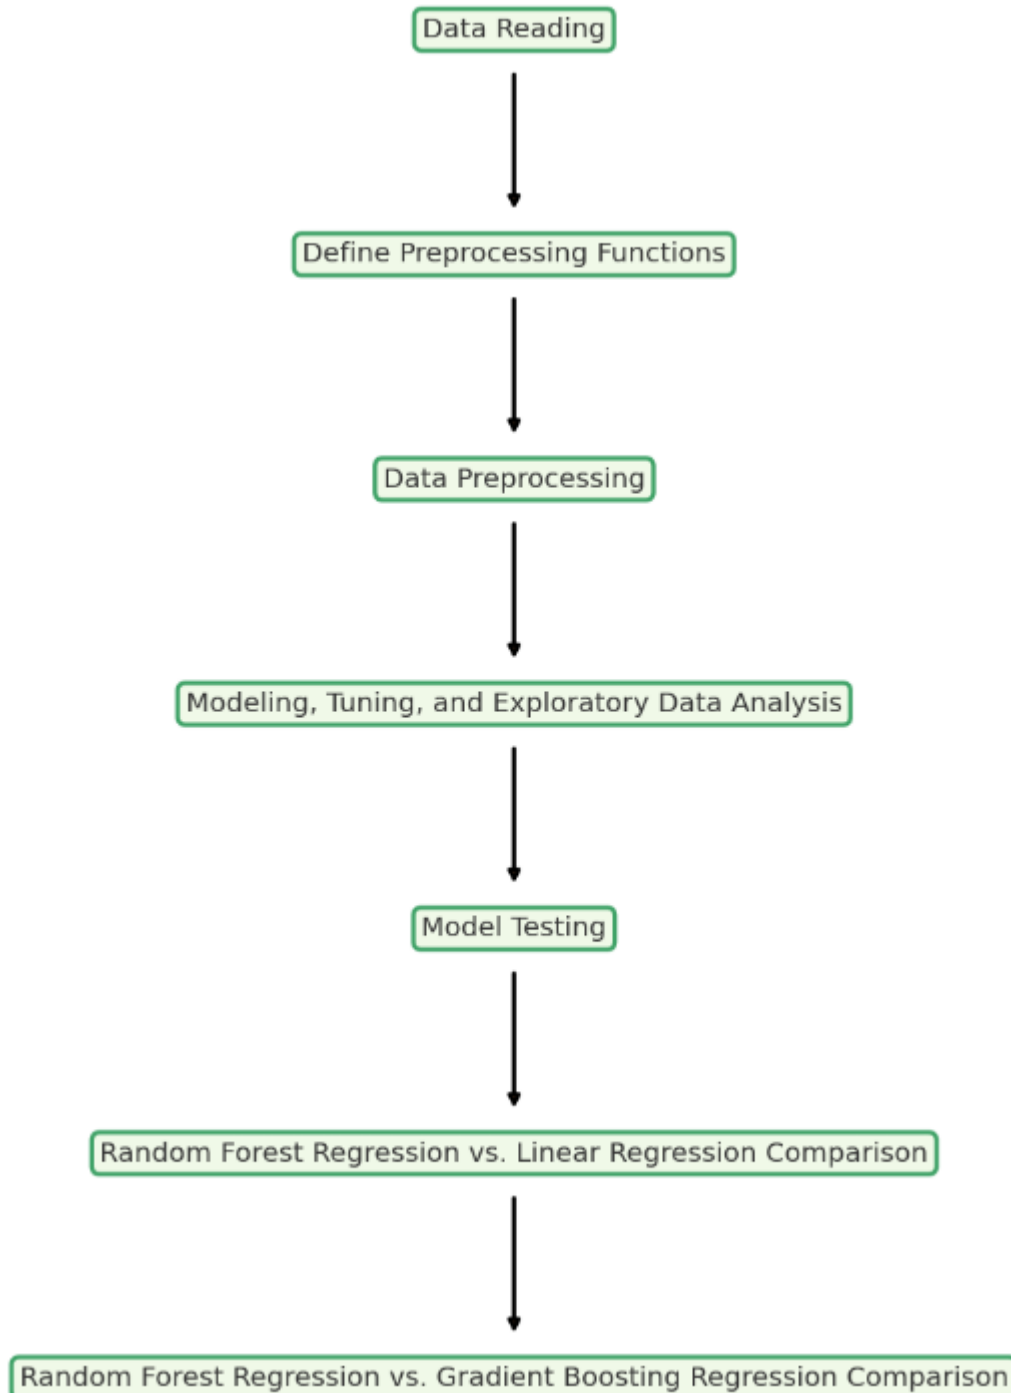 Data Reading
Define Preprocessing Functions
Data Preprocessing
Modeling, Tuning, and Exploratory Data Analysis
Model Testing
Random Forest Regression vs. Linear Regression Comparison
Random Forest Regression vs. Gradient Boosting Regression Comparison